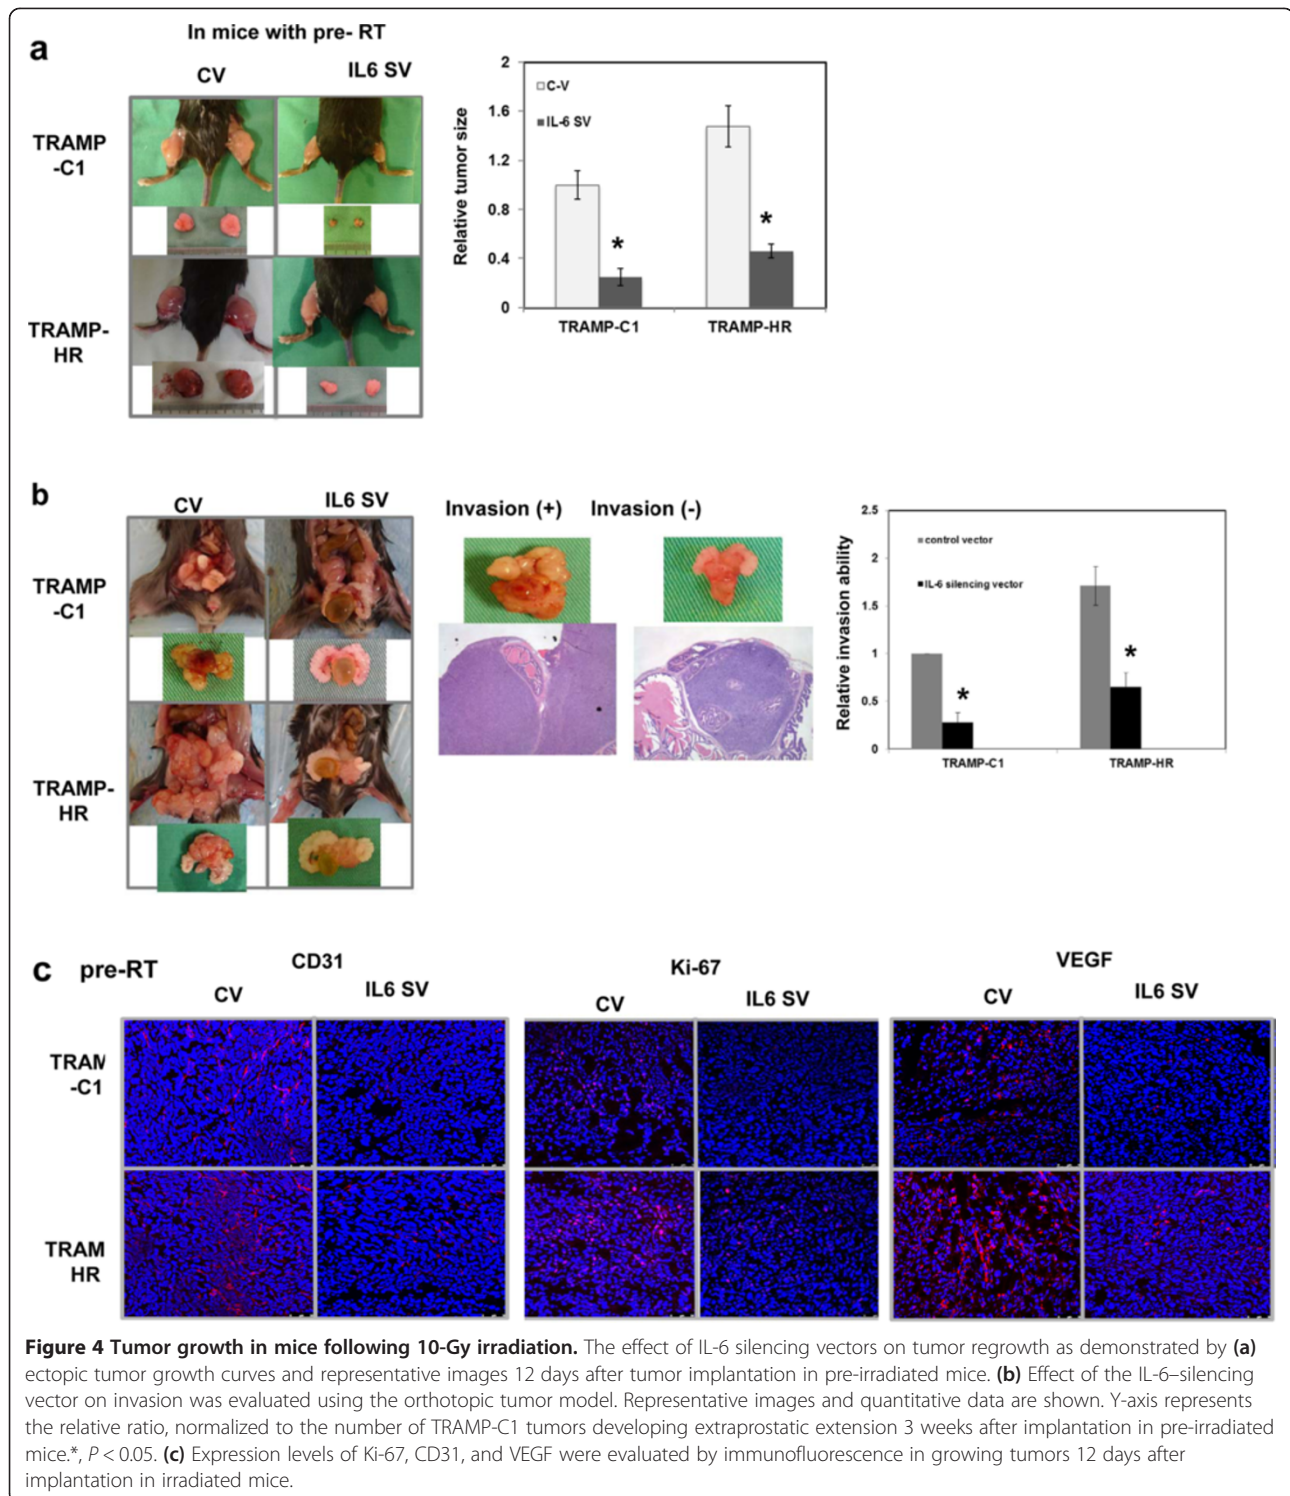 a
In mice with pre- RT
CV
IL6 SV
TRAMP
-C1
TRAMP-
HR
Relative tumor size
2
1.6
1.2
0.8
0.4
0
C-V
IL-6 SV
*
*
TRAMP-C1
TRAMP-HR
b
CV
IL6 SV
TRAMP
-C1
TRAMP-
HR
Invasion (+)
Invasion (-)
Relative invasion ability
2.5
2
1.5
1
0.5
0
control vector
IL-6 silencing vector
*
*
TRAMP-C1
TRAMP-HR
c
pre-RT
CD31
CV
IL6 SV
Ki-67
CV
IL6 SV
VEGF
CV
IL6 SV
TRAM
-C1
TRAM
HR
Figure 4 Tumor growth in mice following 10-Gy irradiation. The effect of IL-6 silencing vectors on tumor regrowth as demonstrated by (a)
ectopic tumor growth curves and representative images 12 days after tumor implantation in pre-irradiated mice. (b) Effect of the IL-6–silencing
vector on invasion was evaluated using the orthotopic tumor model. Representative images and quantitative data are shown. Y-axis represents
the relative ratio, normalized to the number of TRAMP-C1 tumors developing extraprostatic extension 3 weeks after implantation in pre-irradiated
mice.*, P < 0.05. (c) Expression levels of Ki-67, CD31, and VEGF were evaluated by immunofluorescence in growing tumors 12 days after
implantation in irradiated mice.